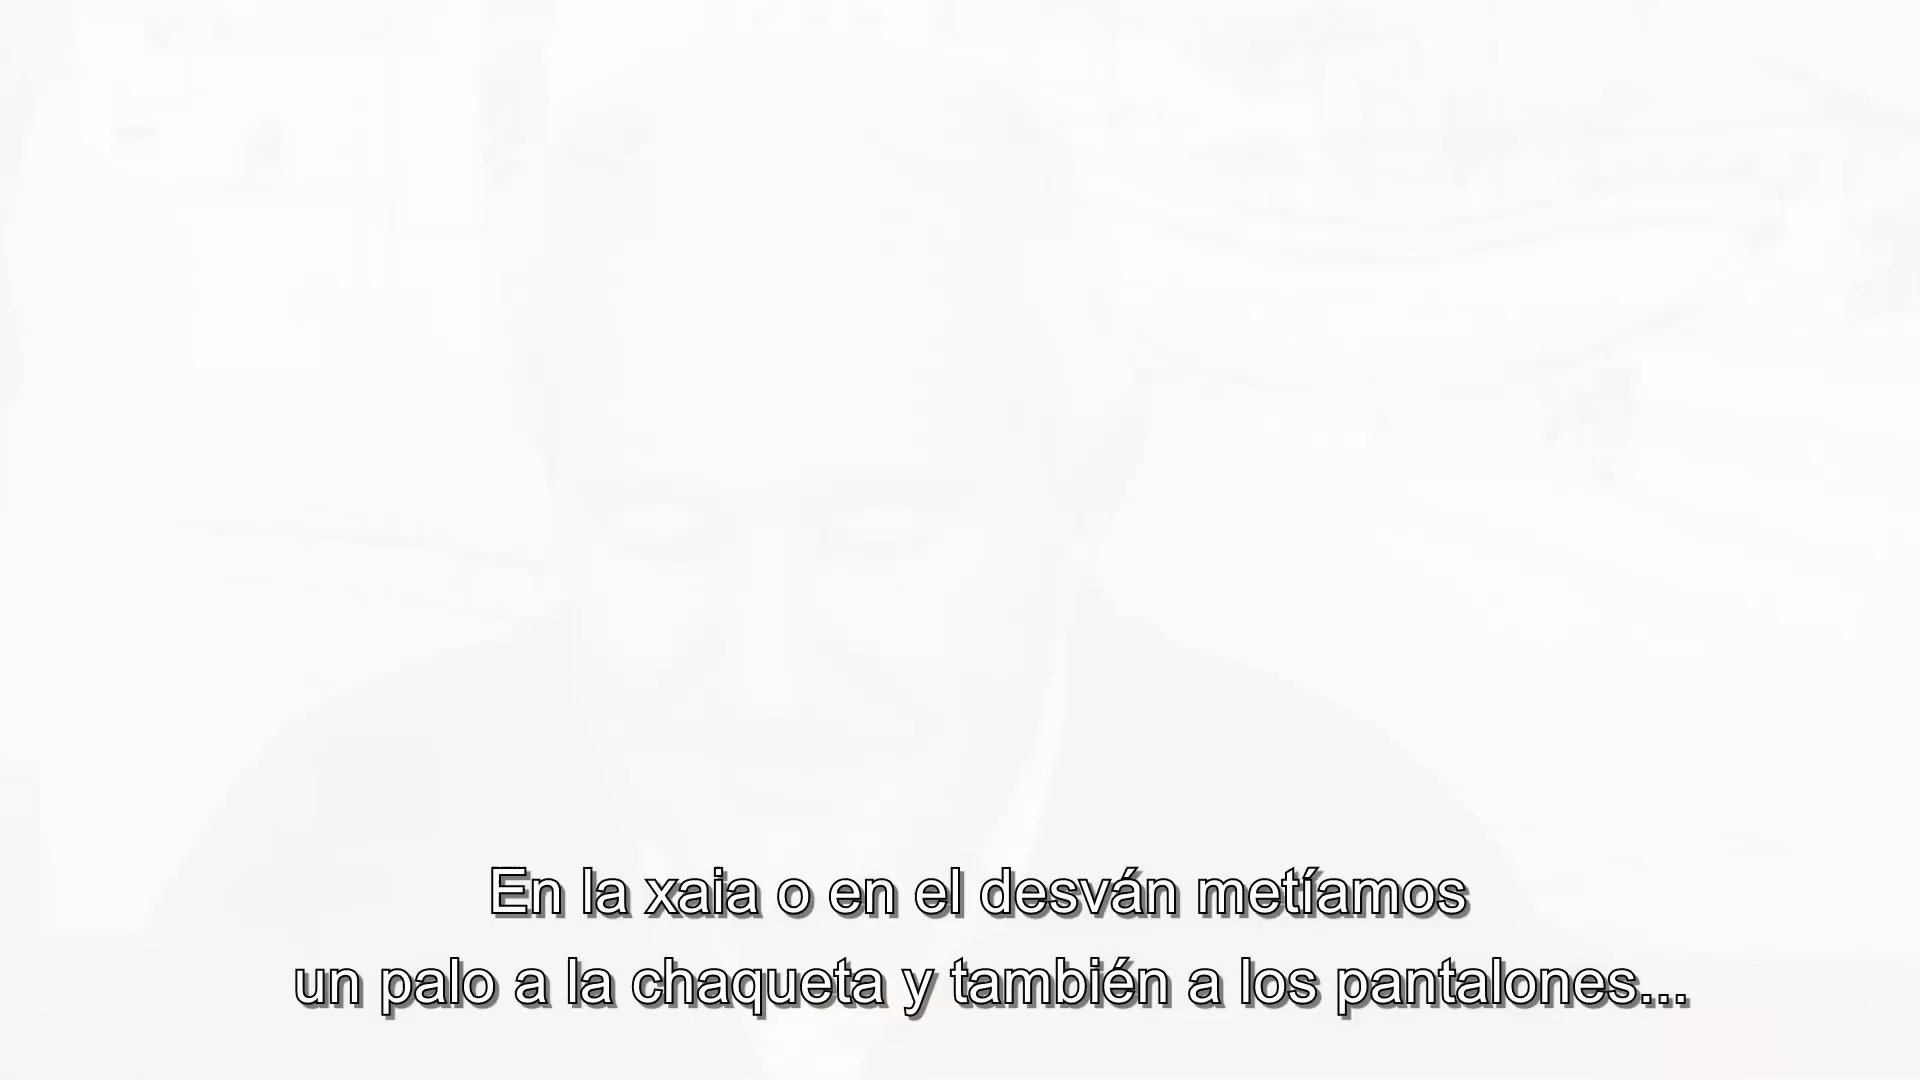 En la xaia o en el desván metíamos
un palo a la chaqueta y también a los pantalones...